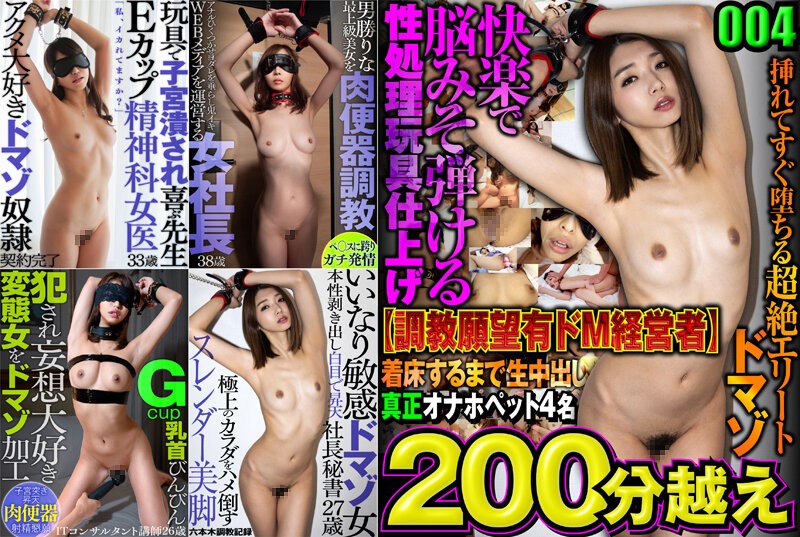 アクメ大好きドマゾ奴隷
契約完了
「私、イカれてますか?」
Eカップ精神科女医
33歳
玩具で子宮潰され喜ぶ先生
男勝りな
最上級美女を
肉便器調教
WEBメディアを運営する
女社長
38歳
ペ〇スに跨り
ガチ発情
犯され妄想大好き
変態女をドマゾ加工
G
cup
乳首
びんびん
子宮突き
昇天
肉便器
射精懇願
ITコンサルタント講師26歳
いいなり敏感ドマゾ女
本性剥き出し白目で昇天
社長秘書27歳
極上のカラダをハメ倒す
スレンダー美脚
六本木調教記録
004
挿れてすぐ堕ちる超絶エリートドマゾ
快楽で
脳みそ弾ける
性処理玩具仕上げ
【調教願望有ドM経営者】
着床するまで生中出し
真正オナホペット4名
200分越え